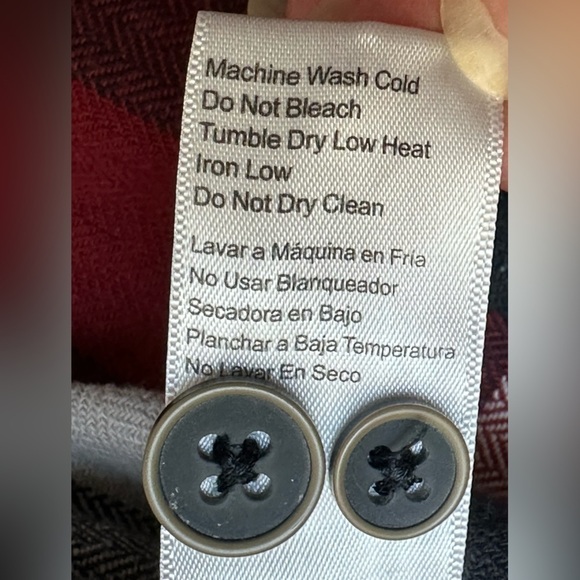 Machine Wash Cold
Do Not Bleach
Tumble Dry Low Heat
Iron Low
Do Not Dry Clean
Lavar a Máquina en Fria
No Usar Blanqueador
Secadora en Bajo
Planchar a Baja Temperatura
No Lavar En Seco